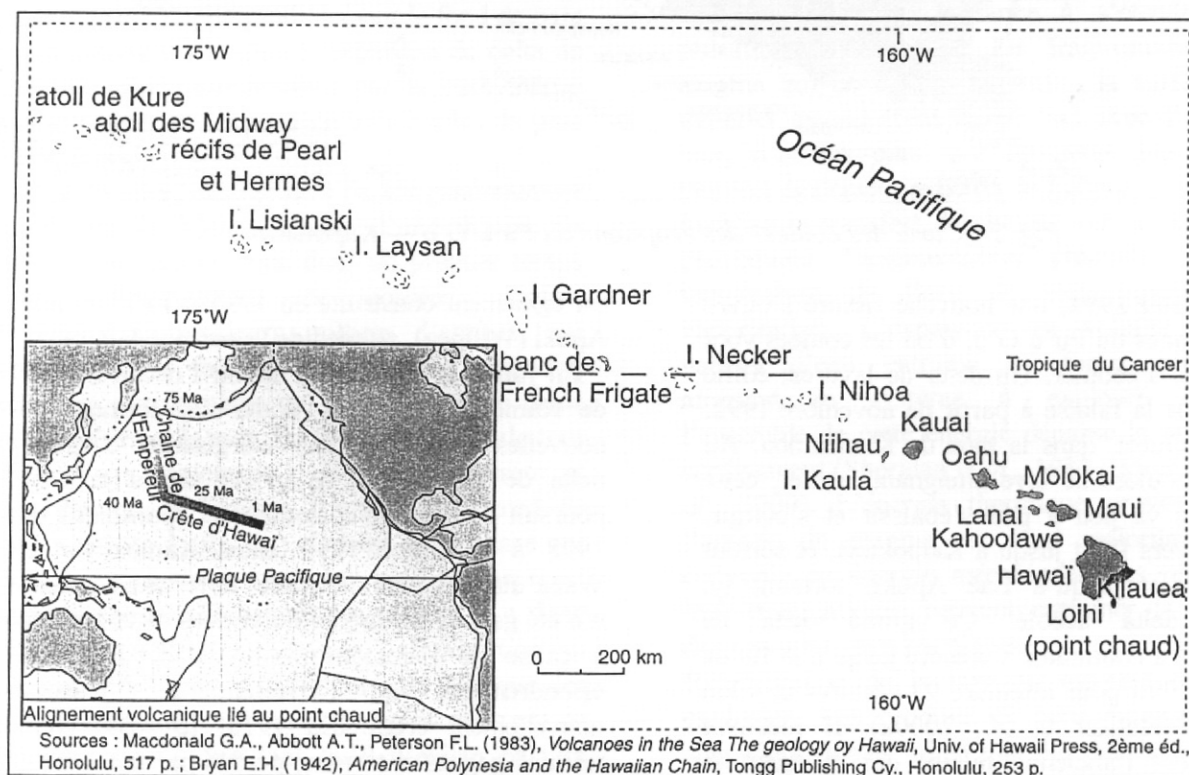 175°W
160°W
atoll de Kure
atoll des Midway
récifs de Pearl
et Hermes
Océan Pacifique
I. Lisianski
I. Laysan
I. Gardner
banc de
French Frigate
I. Necker
Tropique du Cancer
I. Nihoa
Kauai
Niihau
Oahu
I. Kaula
Molokai
Lanai
Maui
Kahoolawe
Hawaï
Kilauea
Loihi
(point chaud)
175°W
75 Ma
Chaîne de
l'Empereur
40 Ma
25 Ma
1 Ma
Crête d'Hawaï
Plaque Pacifique
0 200 km
160°W
Alignement volcanique lié au point chaud
Sources : Macdonald G.A., Abbott A.T., Peterson F.L. (1983), Volcanoes in the Sea The geology oy Hawaii, Univ. of Hawaii Press, 2ème éd.,
Honolulu, 517 p. ; Bryan E.H. (1942), American Polynesia and the Hawaiian Chain, Tongg Publishing Cy., Honolulu, 253 p.